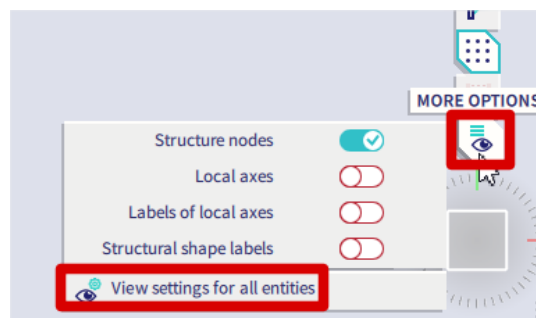 MORE OPTIONS
Structure nodes
Local axes
Labels of local axes
Structural shape labels
View settings for all entities